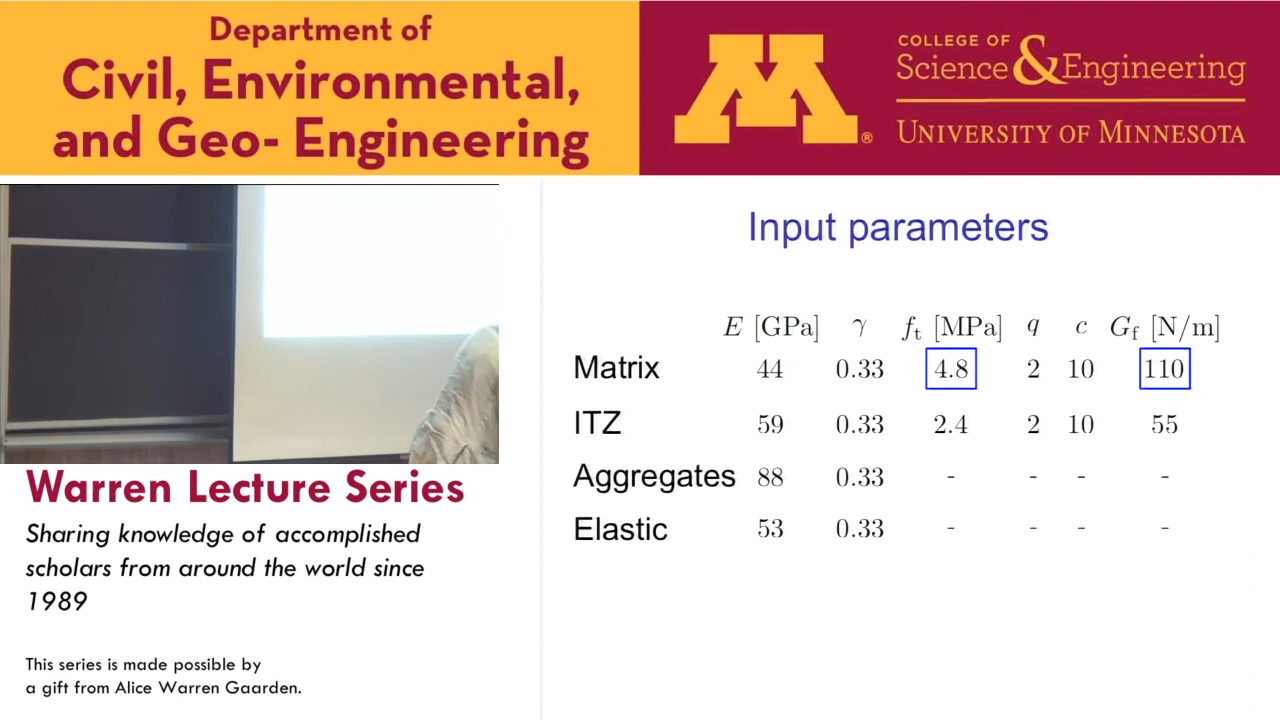 Department of
Civil, Environmental,
and Geo- Engineering
M®
COLLEGE OF
Science & Engineering
UNIVERSITY OF MINNESOTA
Warren Lecture Series
Sharing knowledge of accomplished
scholars from around the world since
1989
This series is made possible by
a gift from Alice Warren Gaarden.
Input parameters
E [GPa] γ f_t [MPa] q c G_f [N/m]
Matrix 44 0.33 4.8 2 10 110
ITZ 59 0.33 2.4 2 10 55
Aggregates 88 0.33 - - - -
Elastic 53 0.33 - - - -